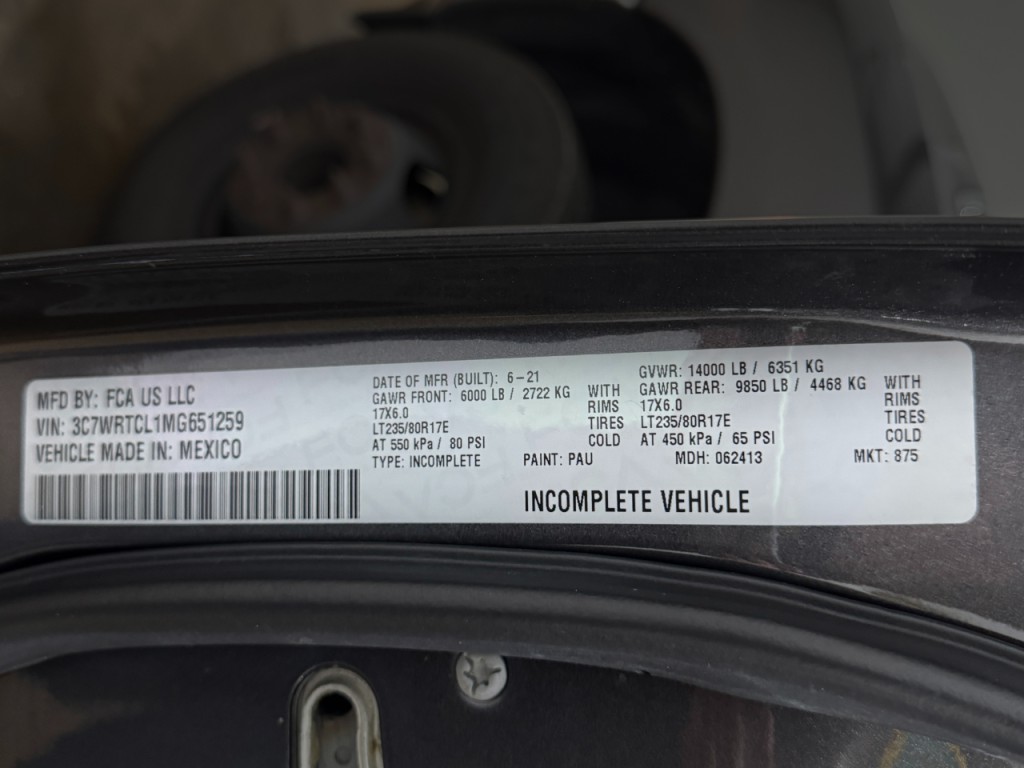 MFD BY: FCA US LLC
VIN: 3C7WRTCL1MG651259
VEHICLE MADE IN: MEXICO
DATE OF MFR (BUILT): 6-21
GAWR FRONT: 6000 LB / 2722 KG WITH
17X6.0 RIMS
LT235/80R17E TIRES
AT 550 kPa / 80 PSI COLD
GVWR: 14000 LB / 6351 KG
GAWR REAR: 9850 LB / 4468 KG WITH
17X6.0 RIMS
LT235/80R17E TIRES
AT 450 kPa / 65 PSI COLD
TYPE: INCOMPLETE PAINT: PAU MDH: 062413 MKT: 875
INCOMPLETE VEHICLE